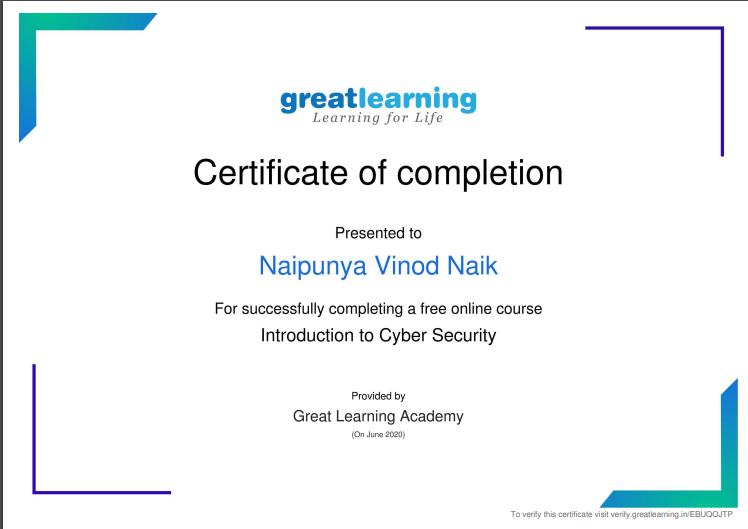 greatlearning
Learning for Life
Certificate of completion
Presented to
Naipunya Vinod Naik
For successfully completing a free online course
Introduction to Cyber Security
Provided by
Great Learning Academy
(On June 2020)
To verify this certificate visit verify.greatlearning.in/EBUQOJTP